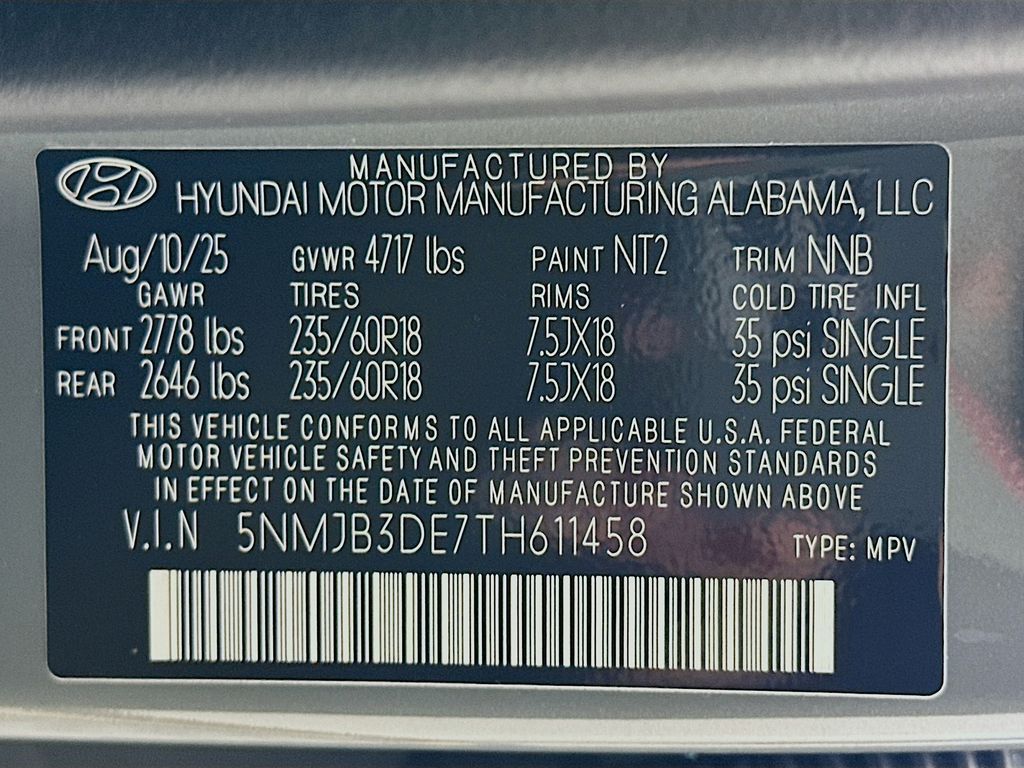 MANUFACTURED BY
HYUNDAI MOTOR MANUFACTURING ALABAMA, LLC
Aug/10/25 GVWR 4717 lbs PAINT NT2 TRIM NNB
GAWR TIRES RIMS COLD TIRE INFL
FRONT 2778 lbs 235/60R18 7.5JX18 35 psi SINGLE
REAR 2646 lbs 235/60R18 7.5JX18 35 psi SINGLE
THIS VEHICLE CONFORMS TO ALL APPLICABLE U.S.A. FEDERAL
MOTOR VEHICLE SAFETY AND THEFT PREVENTION STANDARDS
IN EFFECT ON THE DATE OF MANUFACTURE SHOWN ABOVE
V.I.N 5NMJB3DE7TH611458 TYPE: MPV